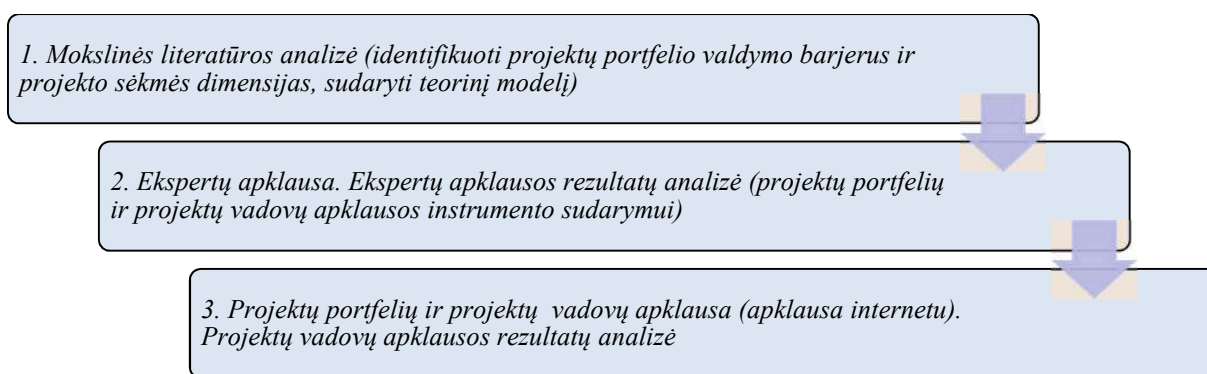 1. Mokslinės literatūros analizė (identifikuoti projektų portfelio valdymo barjerus ir
projekto sėkmės dimensijas, sudaryti teorinį modelį)
2. Ekspertų apklausa. Ekspertų apklausos rezultatų analizė (projektų portfelių
ir projektų vadovų apklausos instrumento sudarymui)
3. Projektų portfelių ir projektų vadovų apklausa (apklausa internetu).
Projektų vadovų apklausos rezultatų analizė